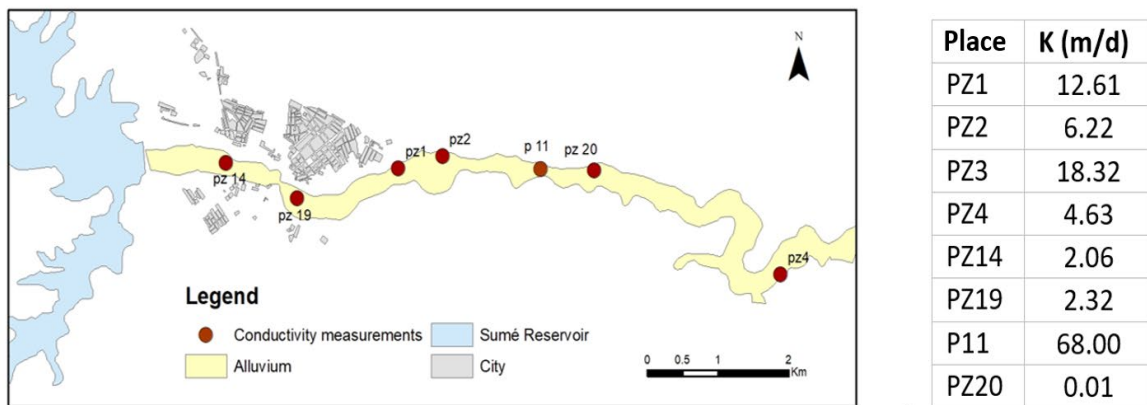 N
pz 14
pz 19
pz1
pz2
p 11
pz 20
pz4
Legend
Conductivity measurements
Sumé Reservoir
Alluvium
City
0 0.5 1 2
Km
Place K (m/d)
PZ1 12.61
PZ2 6.22
PZ3 18.32
PZ4 4.63
PZ14 2.06
PZ19 2.32
P11 68.00
PZ20 0.01